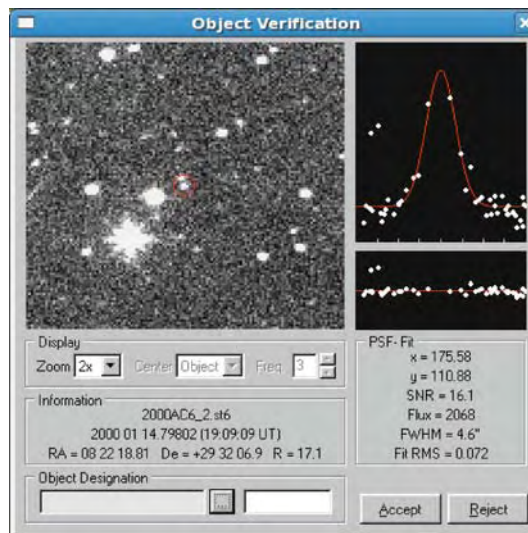 Object Verification
Display
Zoom 2x Center Object Freq. 3
Information
2000AC6_2.st6
2000 01 14.79802 (19:09:09 UT)
RA = 08 22 18.81 De = +29 32 06.9 R = 17.1
Object Designation
...
PSF-Fit
x = 175.58
y = 110.88
SNR = 16.1
Flux = 2068
FWHM = 4.6"
Fit RMS = 0.072
Accept Reject